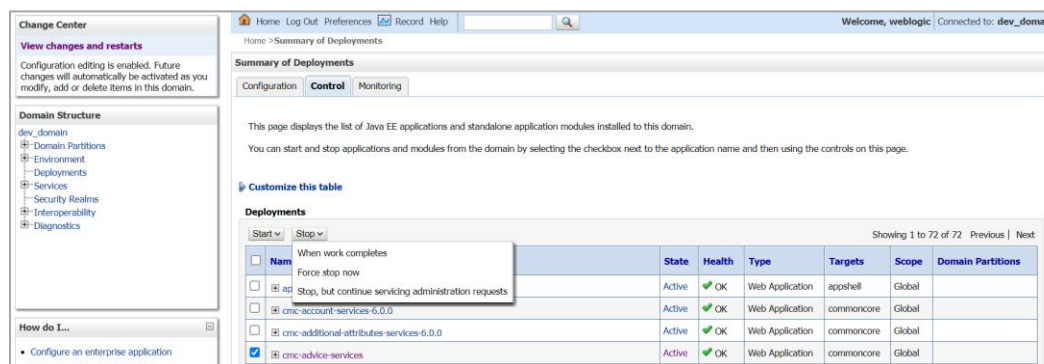 Change Center
View changes and restarts
Configuration editing is enabled. Future
changes will automatically be activated as you
modify, add or delete items in this domain.
Domain Structure
dev_domain
Domain Partitions
Environment
Deployments
Services
Security Realms
Interoperability
Diagnostics
How do I...
Configure an enterprise application
Home Log Out Preferences Record Help
Welcome, weblogic Connected to: dev_doma
Home >Summary of Deployments
Summary of Deployments
Configuration Control Monitoring
This page displays the list of Java EE applications and standalone application modules installed to this domain.
You can start and stop applications and modules from the domain by selecting the checkbox next to the application name and then using the controls on this page.
Customize this table
Deployments
Start Stop Showing 1 to 72 of 72 Previous | Next
When work completes
Force stop now
Stop, but continue servicing administration requests
Nam State Health Type Targets Scope Domain Partitions
ap Active OK Web Application appshell Global
cmc-account-services-6.0.0 Active OK Web Application commoncore Global
cmc-additional-attributes-services-6.0.0 Active OK Web Application commoncore Global
cmc-advice-services Active OK Web Application commoncore Global